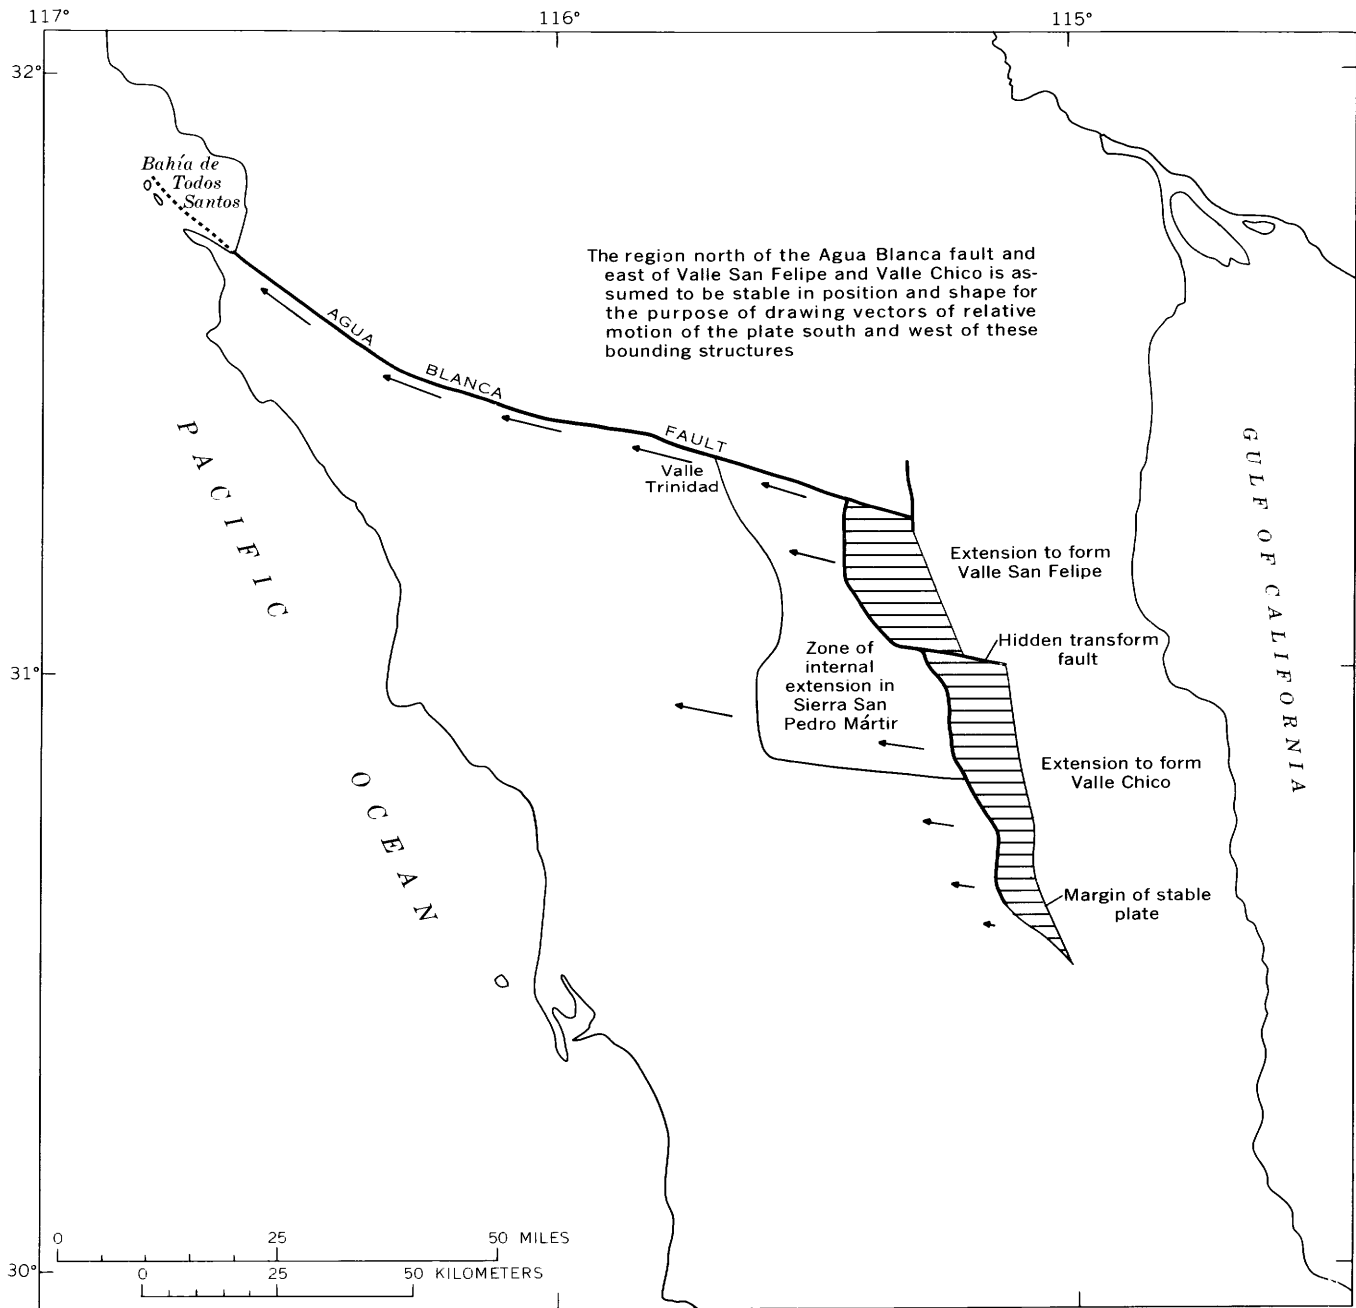 117°
116°
115°
32°
Bahía de
Todos
Santos
The region north of the Agua Blanca fault and
east of Valle San Felipe and Valle Chico is as-
sumed to be stable in position and shape for
the purpose of drawing vectors of relative
motion of the plate south and west of these
bounding structures
AGUA
BLANCA
FAULT
Valle
Trinidad
PACIFIC
OCEAN
GULF OF CALIFORNIA
Extension to form
Valle San Felipe
Hidden transform
fault
Zone of
internal
extension in
Sierra San
Pedro Mártir
31°
Extension to form
Valle Chico
Margin of stable
plate
0 25 50 MILES
0 25 50 KILOMETERS
30°